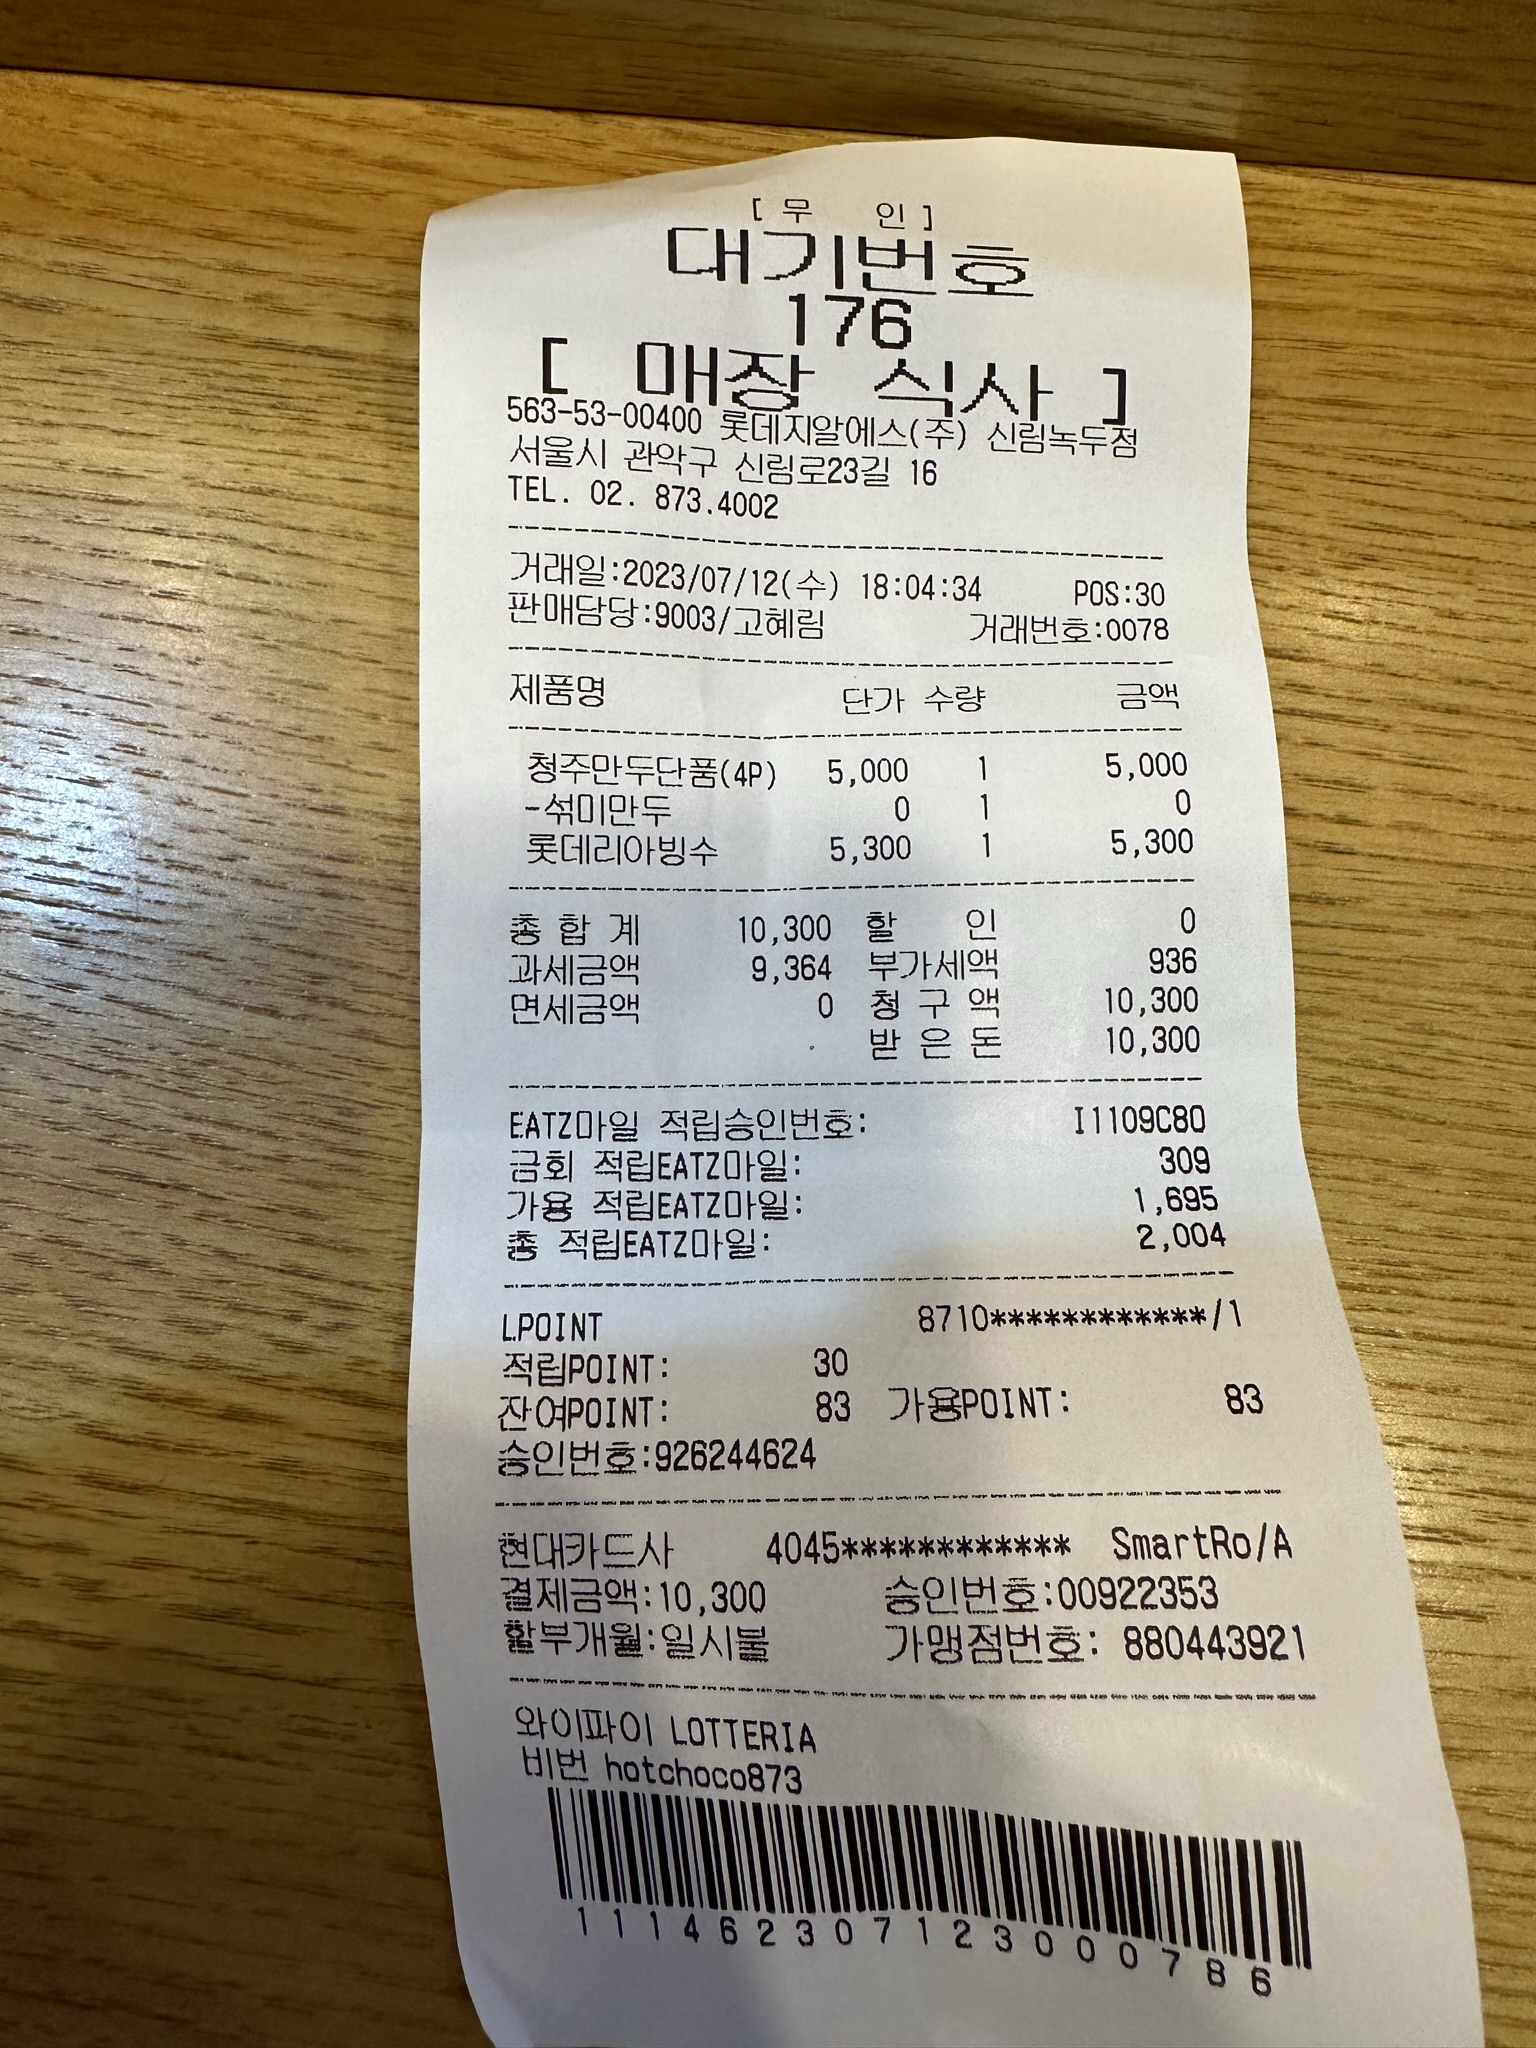 [ 무 인 ]
대기번호
176
[ 매장 식사 ]
563-53-00400 롯데지알에스(주) 신림녹두점
서울시 관악구 신림로23길 16
TEL. 02. 873.4002
거래일:2023/07/12(수) 18:04:34 POS:30
판매담당:9003/고혜림 거래번호:0078
제품명 단가 수량 금액
청주만두단품(4P) 5,000 1 5,000
-섞미만두 0 1 0
롯데리아빙수 5,300 1 5,300
총 합 계 10,300 할 인 0
과세금액 9,364 부가세액 936
면세금액 0 청 구 액 10,300
받 은 돈 10,300
EATZ마일 적립승인번호: I1109C80
금회 적립EATZ마일: 309
가용 적립EATZ마일: 1,695
총 적립EATZ마일: 2,004
L.POINT 8710************/1
적립POINT: 30
잔여POINT: 83 가용POINT: 83
승인번호:926244624
현대카드사 4045************ SmartRo/A
결제금액:10,300 승인번호:00922353
할부개월:일시불 가맹점번호: 880443921
와이파이 LOTTERIA
비번 hotchoco873
111462307123000786